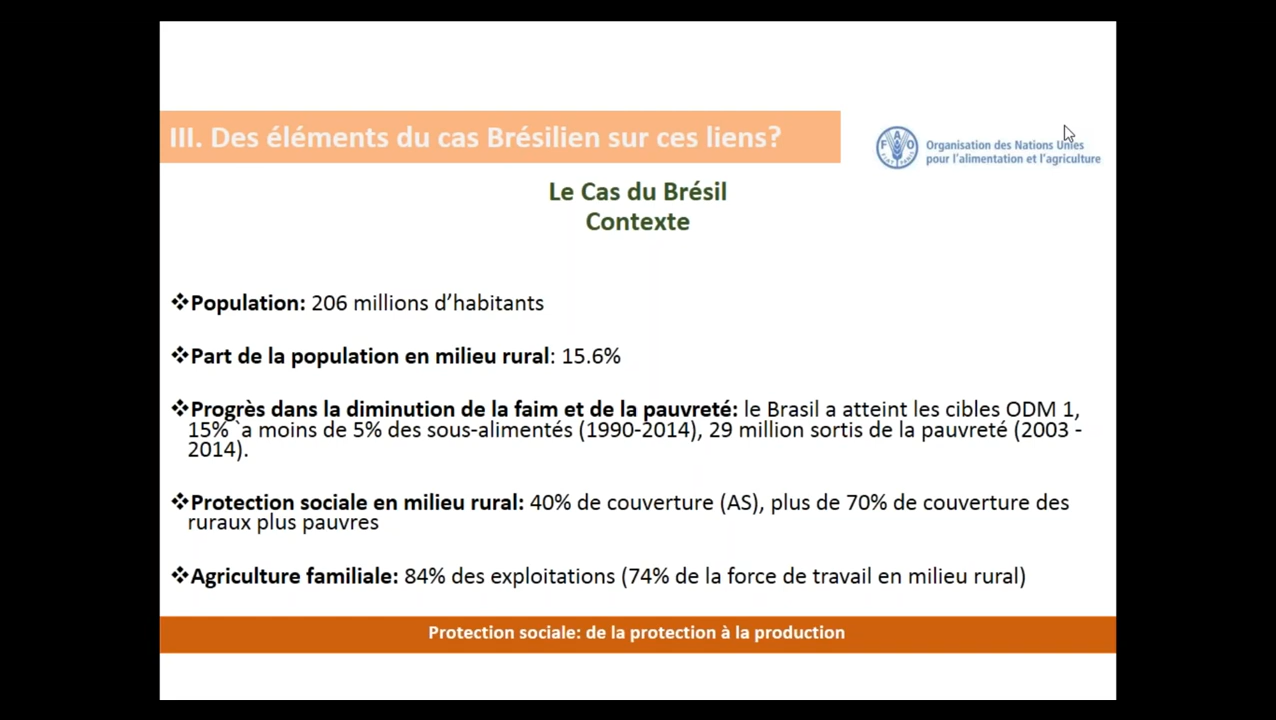 III. Des éléments du cas Brésilien sur ces liens?
FAO
FIAT PANIS
Organisation des Nations Unies
pour l'alimentation et l'agriculture
Le Cas du Brésil
Contexte
❖Population: 206 millions d’habitants
❖Part de la population en milieu rural: 15.6%
❖Progrès dans la diminution de la faim et de la pauvreté: le Brasil a atteint les cibles ODM 1,
15% `a moins de 5% des sous-alimentés (1990-2014), 29 million sortis de la pauvreté (2003 -
2014).
❖Protection sociale en milieu rural: 40% de couverture (AS), plus de 70% de couverture des
ruraux plus pauvres
❖Agriculture familiale: 84% des exploitations (74% de la force de travail en milieu rural)
Protection sociale: de la protection à la production